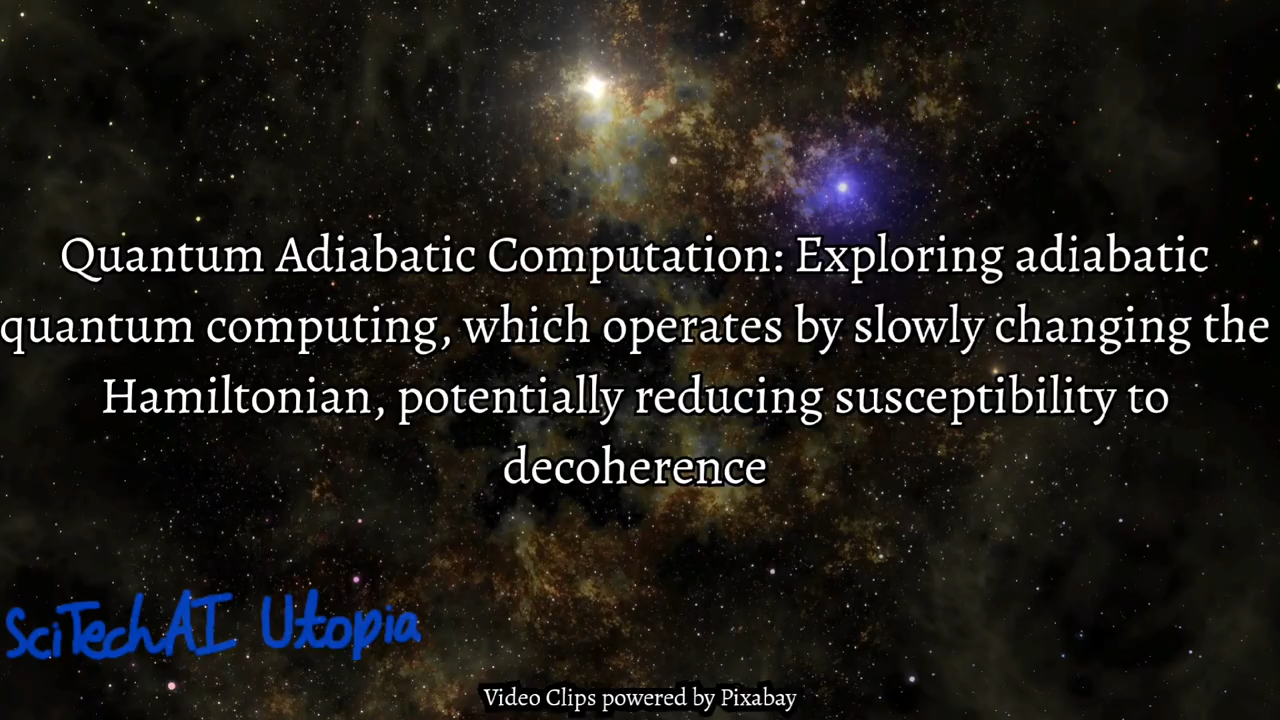 Quantum Adiabatic Computation: Exploring adiabatic
quantum computing, which operates by slowly changing the
Hamiltonian, potentially reducing susceptibility to
decoherence
SciTechAI Utopia
Video Clips powered by Pixabay